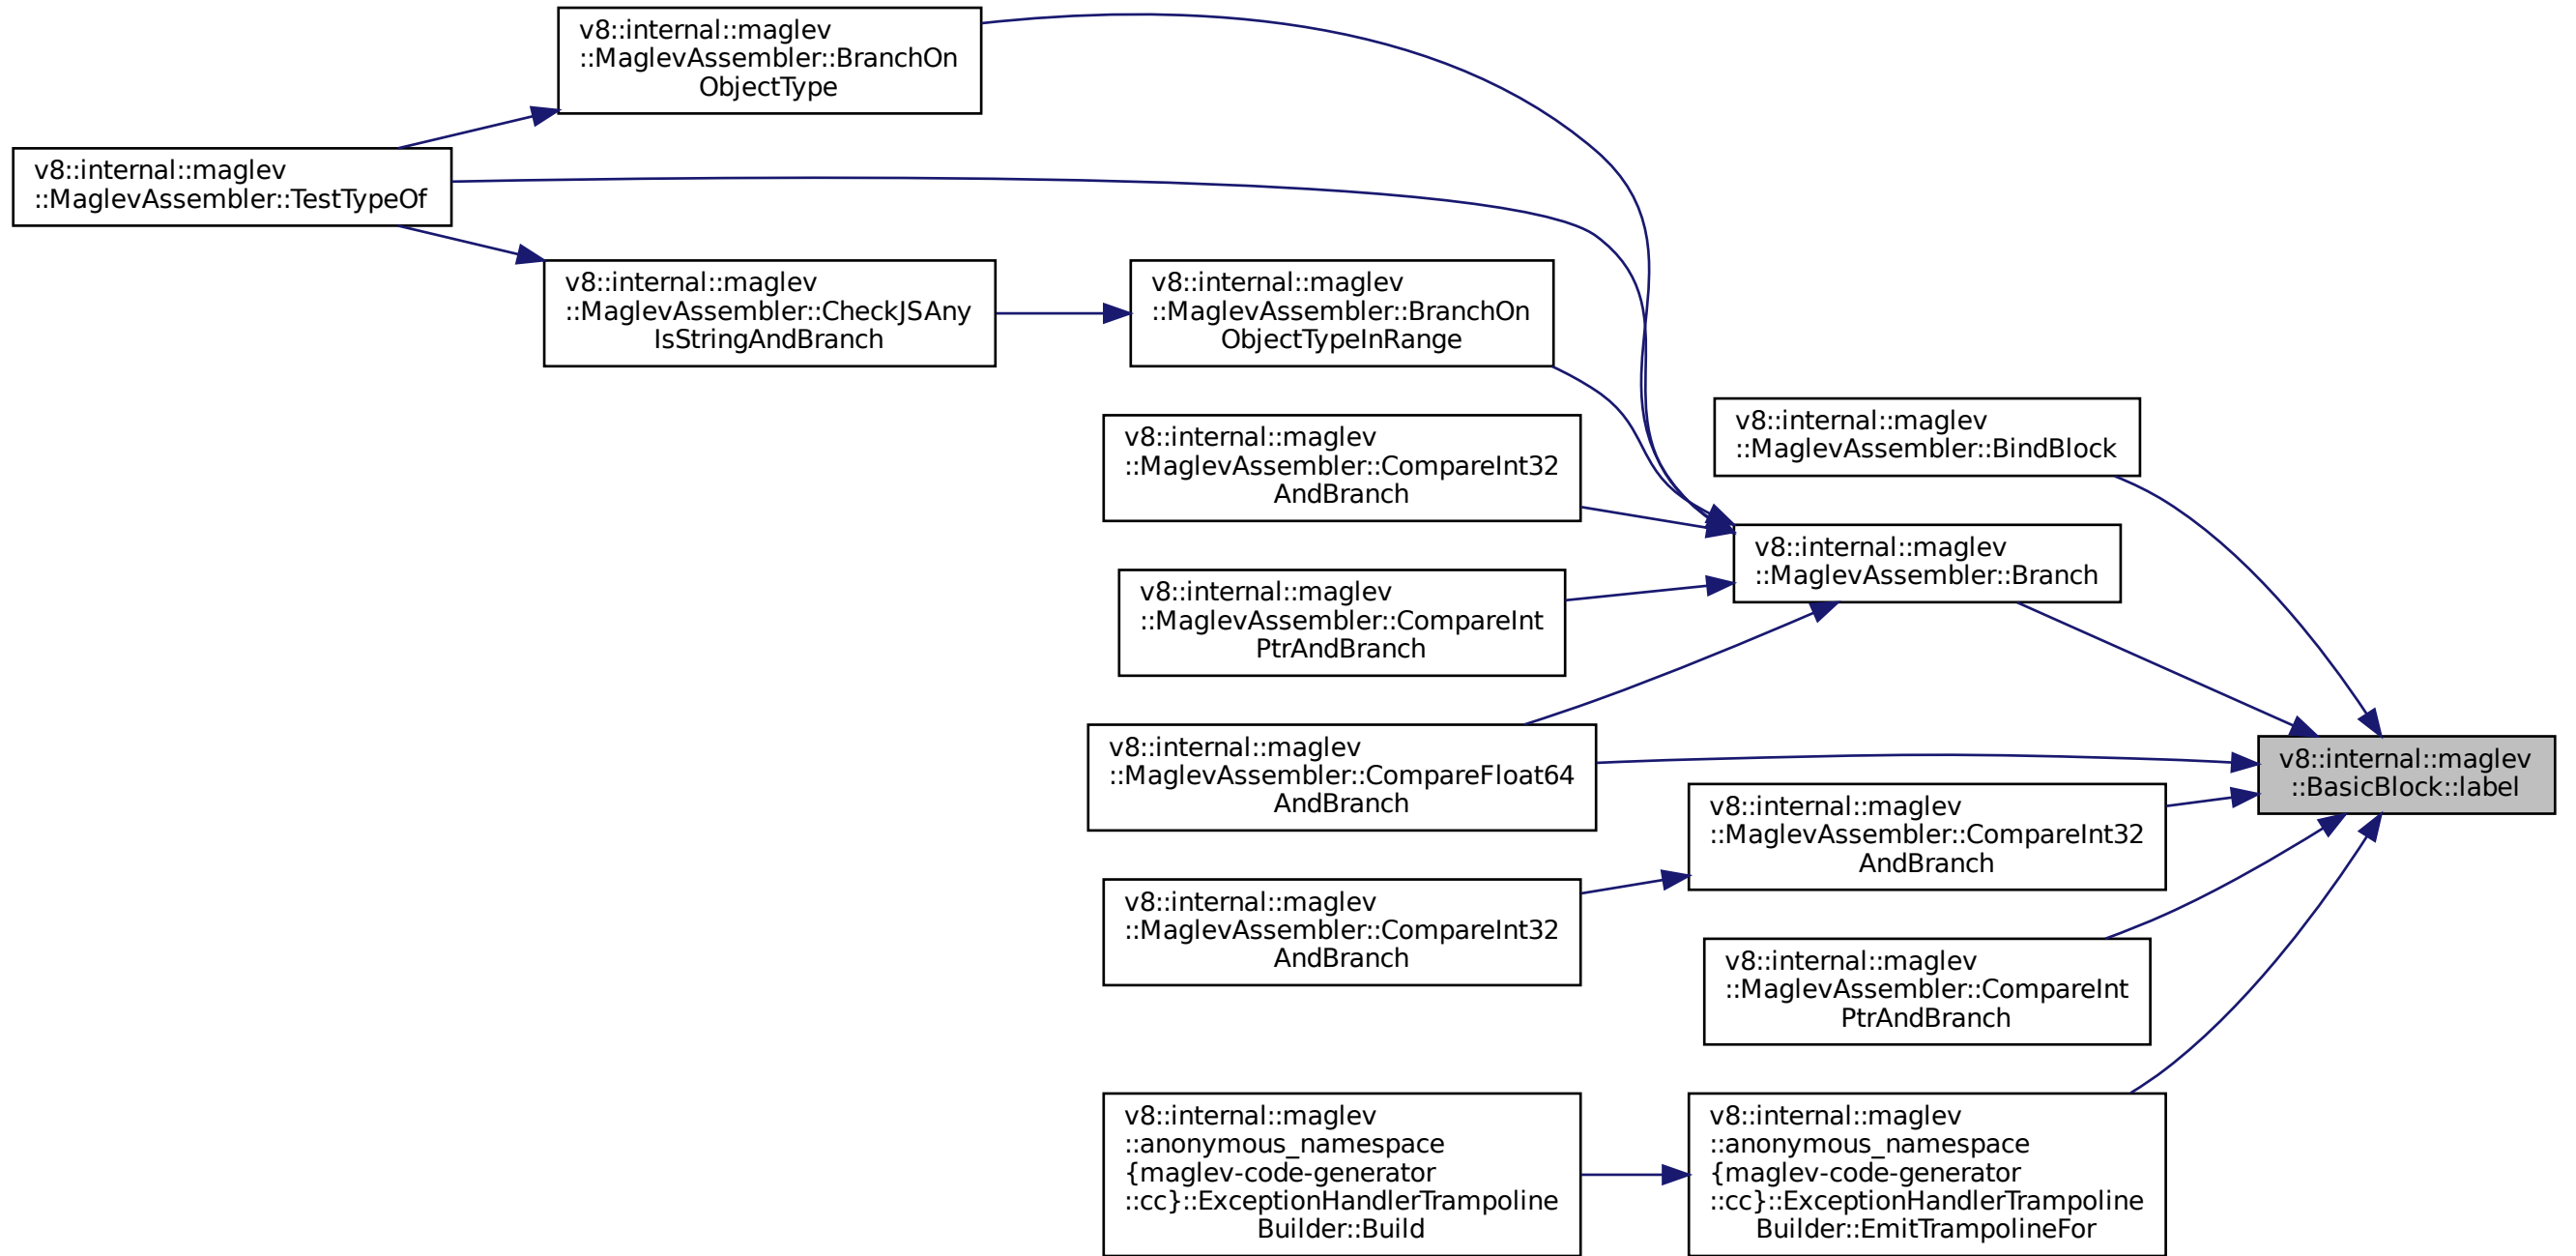 v8::internal::maglev
::MaglevAssembler::BranchOn
ObjectType
v8::internal::maglev
::MaglevAssembler::TestTypeOf
v8::internal::maglev
::MaglevAssembler::CheckJSAny
IsStringAndBranch
v8::internal::maglev
::MaglevAssembler::BranchOn
ObjectTypeInRange
v8::internal::maglev
::MaglevAssembler::BindBlock
v8::internal::maglev
::MaglevAssembler::CompareInt32
AndBranch
v8::internal::maglev
::MaglevAssembler::Branch
v8::internal::maglev
::MaglevAssembler::CompareInt
PtrAndBranch
v8::internal::maglev
::MaglevAssembler::CompareFloat64
AndBranch
v8::internal::maglev
::BasicBlock::label
v8::internal::maglev
::MaglevAssembler::CompareInt32
AndBranch
v8::internal::maglev
::MaglevAssembler::CompareInt32
AndBranch
v8::internal::maglev
::MaglevAssembler::CompareInt
PtrAndBranch
v8::internal::maglev
::anonymous_namespace
{maglev-code-generator
::cc}::ExceptionHandlerTrampoline
Builder::Build
v8::internal::maglev
::anonymous_namespace
{maglev-code-generator
::cc}::ExceptionHandlerTrampoline
Builder::EmitTrampolineFor